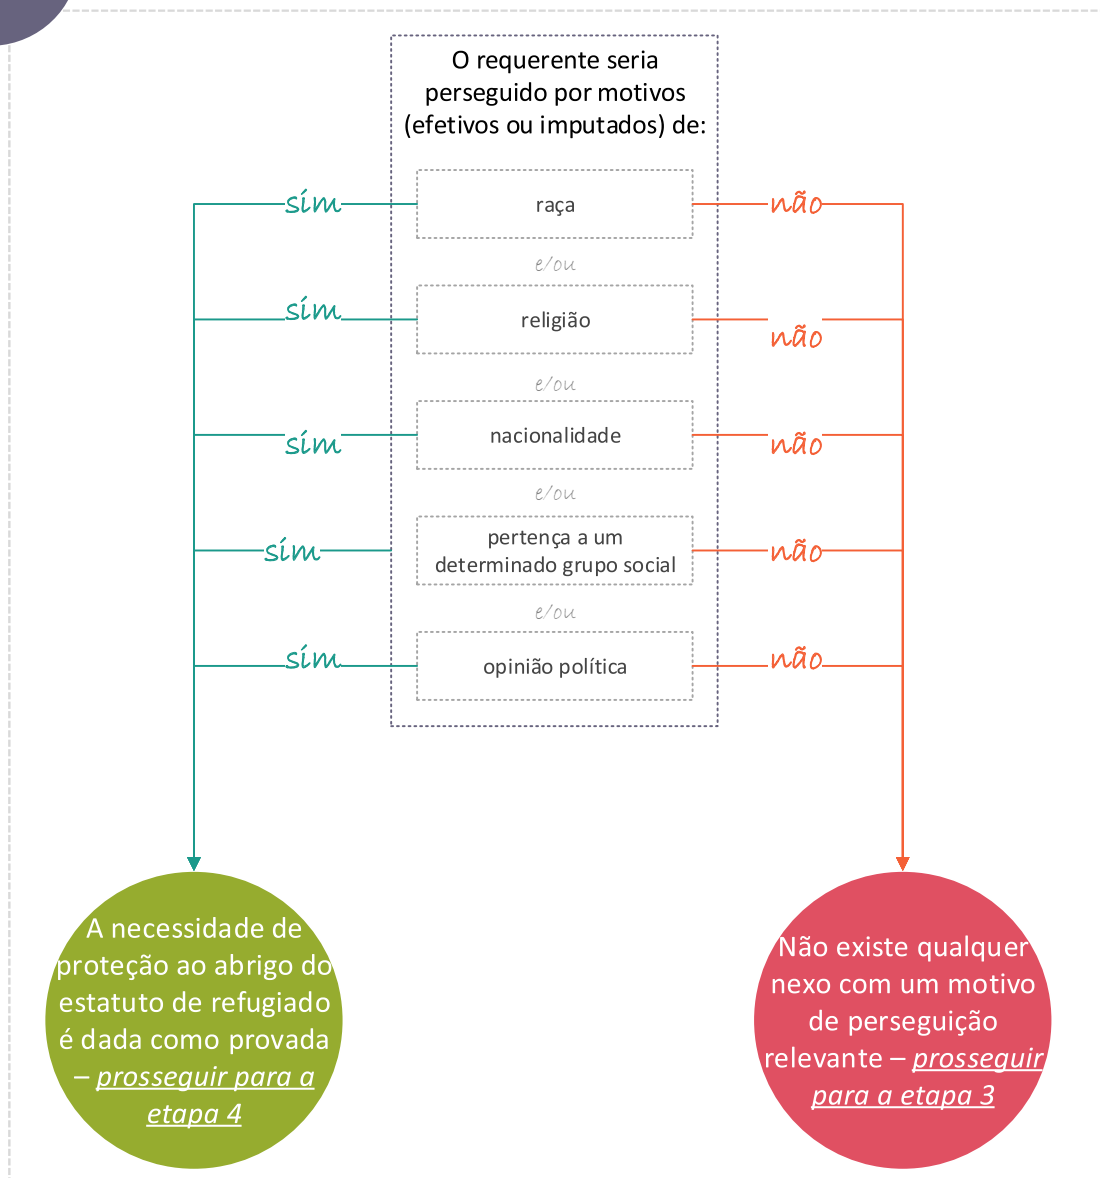 O requerente seria
perseguido por motivos
(efetivos ou imputados) de:
sim
raça
não
e/ou
sim
religião
não
e/ou
sim
nacionalidade
não
e/ou
sim
pertença a um
determinado grupo social
não
e/ou
sim
opinião política
não
A necessidade de
proteção ao abrigo do
estatuto de refugiado
é dada como provada
– prosseguir para a
etapa 4
Não existe qualquer
nexo com um motivo
de perseguição
relevante – prosseguir
para a etapa 3